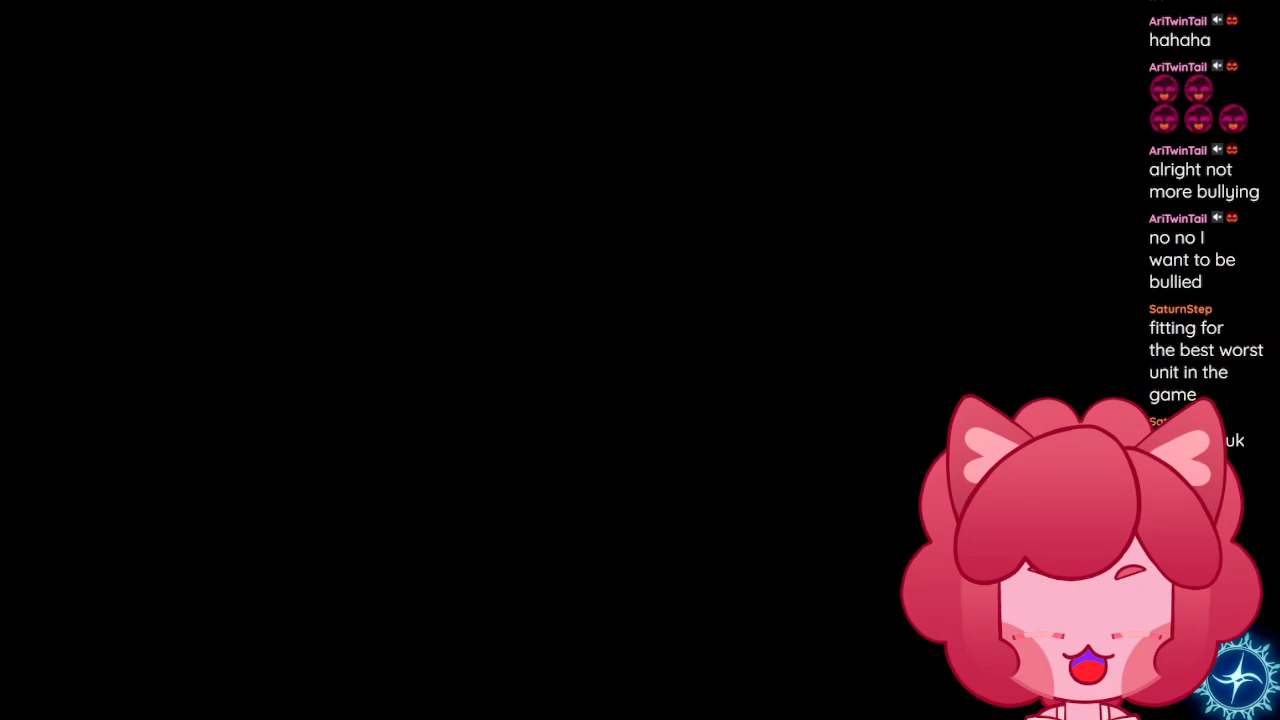 AriTwinTail
hahaha
AriTwinTail
AriTwinTail
alright not
more bullying
AriTwinTail
no no I
want to be
bullied
SaturnStep
fitting for
the best worst
unit in the
game